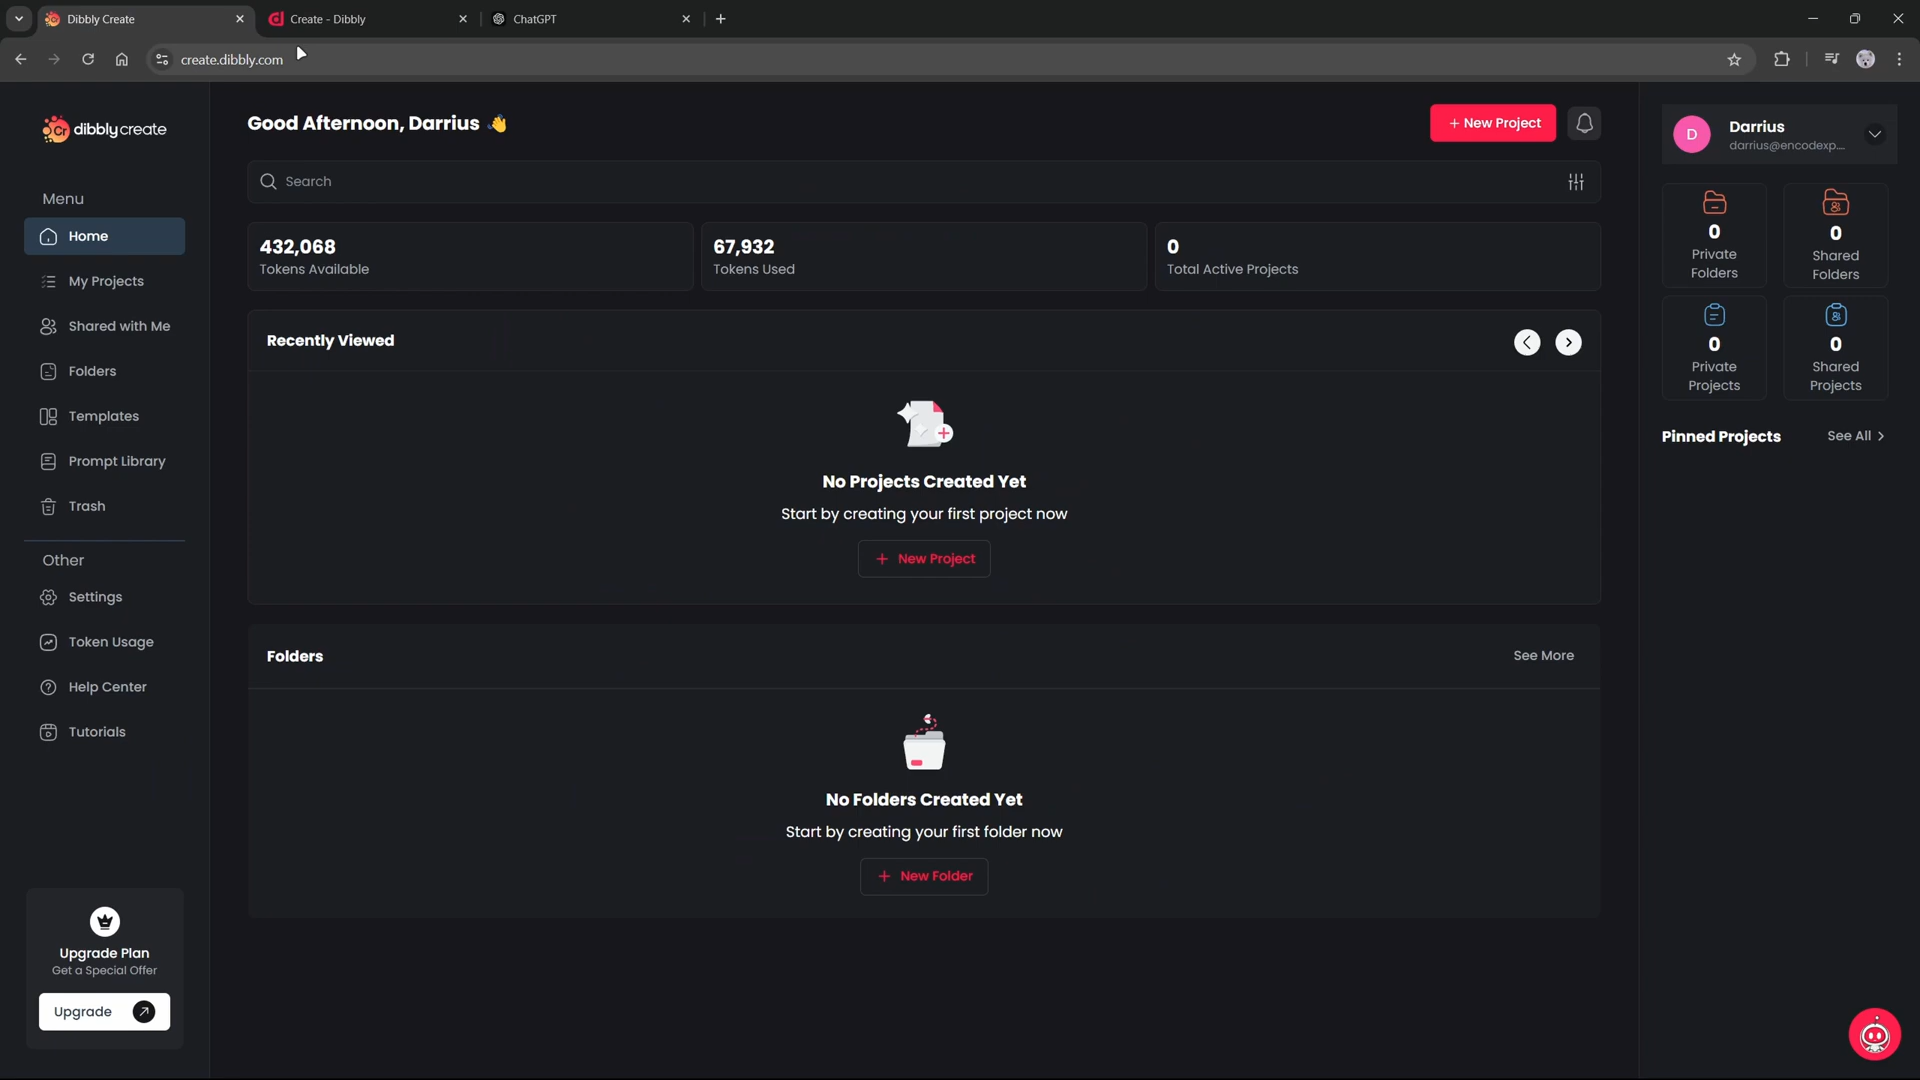 Dibbly Create
Create - Dibbly
ChatGPT
create.dibbly.com
Cr dibblycreate
Menu
Home
My Projects
Shared with Me
Folders
Templates
Prompt Library
Trash
Other
Settings
Token Usage
Help Center
Tutorials
Upgrade Plan
Get a Special Offer
Upgrade
Good Afternoon, Darrius 👋
+ New Project
Search
432,068
Tokens Available
67,932
Tokens Used
0
Total Active Projects
Recently Viewed
No Projects Created Yet
Start by creating your first project now
+ New Project
Folders
See More
No Folders Created Yet
Start by creating your first folder now
+ New Folder
D
Darrius
darrius@encodexp...
0
Private
Folders
0
Shared
Folders
0
Private
Projects
0
Shared
Projects
Pinned Projects
See All >